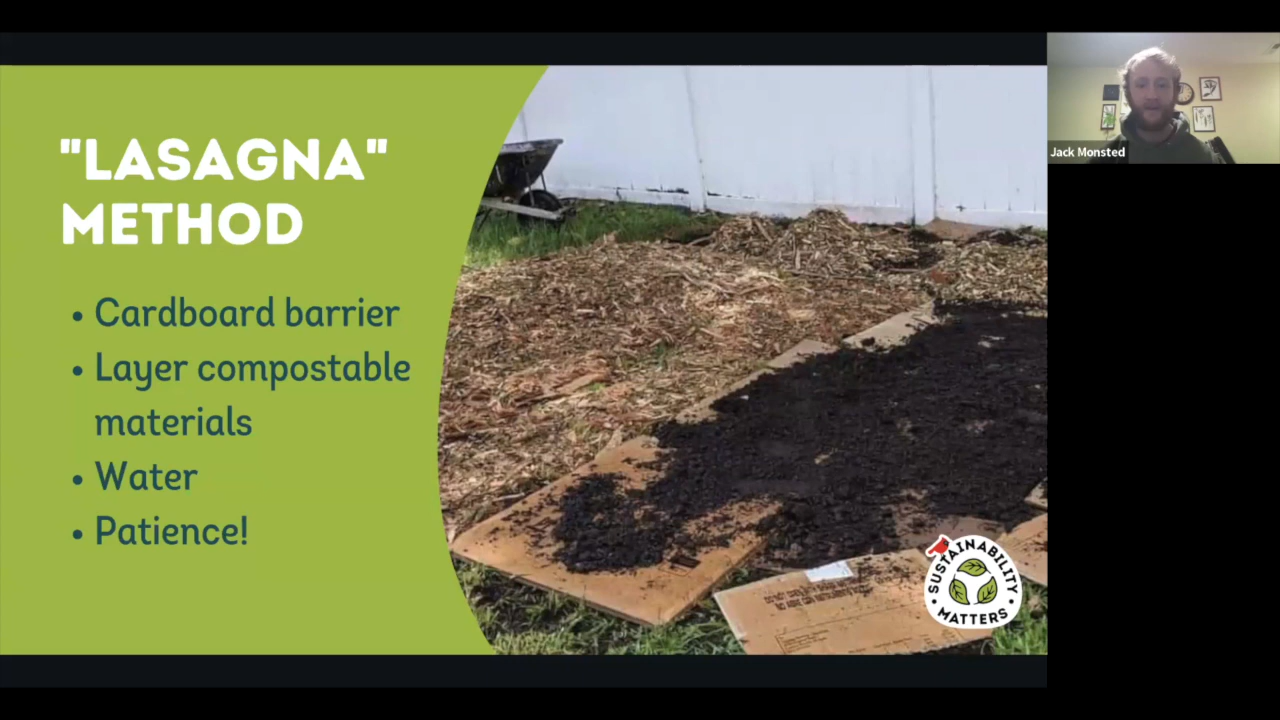 "LASAGNA"
METHOD
• Cardboard barrier
• Layer compostable
materials
• Water
• Patience!
SUSTAINABILITY
MATTERS
Jack Monsted